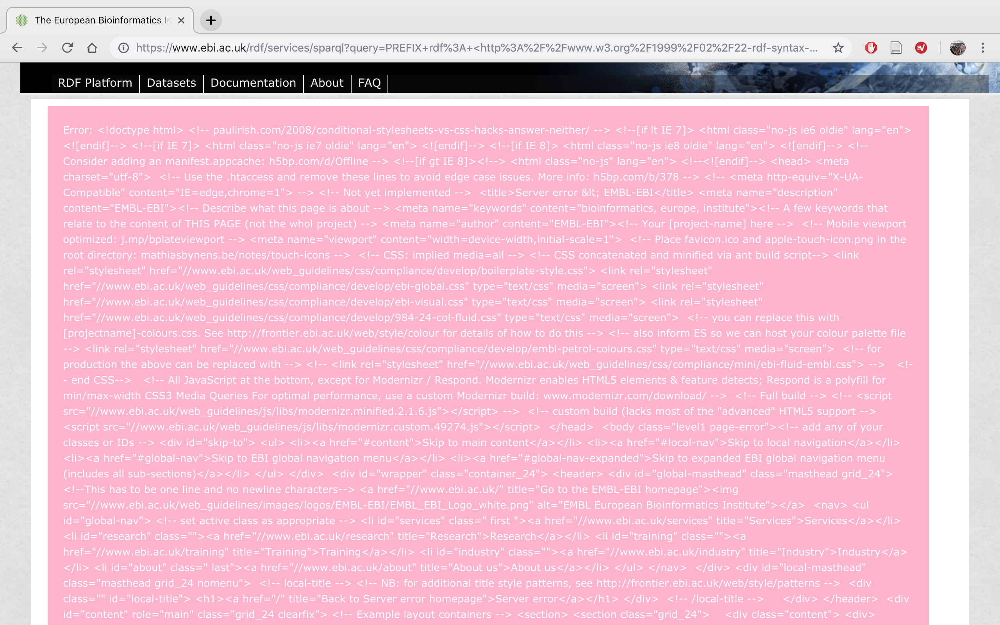 The European Bioinformatics In
https://www.ebi.ac.uk/rdf/services/sparql?query=PREFIX+rdf%3A+<http%3A%2F%2Fwww.w3.org%2F1999%2F02%2F22-rdf-syntax-...
RDF Platform Datasets Documentation About FAQ
Error: <!doctype html> <!-- paulirish.com/2008/conditional-stylesheets-vs-css-hacks-answer-neither/ --> <!--[if lt IE 7]> <html class="no-js ie6 oldie" lang="en">
<![endif]--> <!--[if IE 7]> <html class="no-js ie7 oldie" lang="en"> <![endif]--> <!--[if IE 8]> <html class="no-js ie8 oldie" lang="en"> <![endif]--> <!--
Consider adding an manifest.appcache: h5bp.com/d/Offline --> <!--[if gt IE 8]><!--> <html class="no-js" lang="en"> <!--<![endif]--> <head> <meta
charset="utf-8">  <!-- Use the .htaccess and remove these lines to avoid edge case issues. More info: h5bp.com/b/378 --> <!-- <meta http-equiv="X-UA-
Compatible" content="IE=edge,chrome=1"> --> <!-- Not yet implemented -->  <title>Server error &lt; EMBL-EBI</title> <meta name="description"
content="EMBL-EBI"><!-- Describe what this page is about --> <meta name="keywords" content="bioinformatics, europe, institute"><!-- A few keywords that
relate to the content of THIS PAGE (not the whol project) --> <meta name="author" content="EMBL-EBI"><!-- Your [project-name] here -->  <!-- Mobile viewport
optimized: j.mp/bplateviewport --> <meta name="viewport" content="width=device-width,initial-scale=1">  <!-- Place favicon.ico and apple-touch-icon.png in the
root directory: mathiasbynens.be/notes/touch-icons -->  <!-- CSS: implied media=all --> <!-- CSS concatenated and minified via ant build script--> <link
rel="stylesheet" href="//www.ebi.ac.uk/web_guidelines/css/compliance/develop/boilerplate-style.css"> <link rel="stylesheet"
href="//www.ebi.ac.uk/web_guidelines/css/compliance/develop/ebi-global.css" type="text/css" media="screen"> <link rel="stylesheet"
href="//www.ebi.ac.uk/web_guidelines/css/compliance/develop/ebi-visual.css" type="text/css" media="screen"> <link rel="stylesheet"
href="//www.ebi.ac.uk/web_guidelines/css/compliance/develop/984-24-col-fluid.css" type="text/css" media="screen">  <!-- you can replace this with
[projectname]-colours.css. See http://frontier.ebi.ac.uk/web/style/colour for details of how to do this --> <!-- also inform ES so we can host your colour palette file
--> <link rel="stylesheet" href="//www.ebi.ac.uk/web_guidelines/css/compliance/develop/embl-petrol-colours.css" type="text/css" media="screen">  <!-- for
production the above can be replaced with --> <!-- <link rel="stylesheet" href="//www.ebi.ac.uk/web_guidelines/css/compliance/mini/ebi-fluid-embl.css"> -->   <!-
- end CSS-->   <!-- All JavaScript at the bottom, except for Modernizr / Respond. Modernizr enables HTML5 elements & feature detects; Respond is a polyfill for
min/max-width CSS3 Media Queries For optimal performance, use a custom Modernizr build: www.modernizr.com/download/ -->  <!-- Full build --> <!-- <script
src="//www.ebi.ac.uk/web_guidelines/js/libs/modernizr.minified.2.1.6.js"></script> -->  <!-- custom build (lacks most of the "advanced" HTML5 support -->
<script src="//www.ebi.ac.uk/web_guidelines/js/libs/modernizr.custom.49274.js"></script>  </head>  <body class="level1 page-error"><!-- add any of your
classes or IDs --> <div id="skip-to"> <ul> <li><a href="#content">Skip to main content</a></li> <li><a href="#local-nav">Skip to local navigation</a></li>
<li><a href="#global-nav">Skip to EBI global navigation menu</a></li> <li><a href="#global-nav-expanded">Skip to expanded EBI global navigation menu
(includes all sub-sections)</a></li> </ul> </div>  <div id="wrapper" class="container_24"> <header> <div id="global-masthead" class="masthead grid_24">
<!--This has to be one line and no newline characters--> <a href="//www.ebi.ac.uk/" title="Go to the EMBL-EBI homepage"><img
src="//www.ebi.ac.uk/web_guidelines/images/logos/EMBL-EBI/EMBL_EBI_Logo_white.png" alt="EMBL European Bioinformatics Institute"></a>  <nav> <ul
id="global-nav"> <!-- set active class as appropriate --> <li id="services" class=" first "><a href="//www.ebi.ac.uk/services" title="Services">Services</a></li>
<li id="research" class=""><a href="//www.ebi.ac.uk/research" title="Research">Research</a></li> <li id="training" class=""><a
href="//www.ebi.ac.uk/training" title="Training">Training</a></li> <li id="industry" class=""><a href="//www.ebi.ac.uk/industry" title="Industry">Industry</a>
</li> <li id="about" class=" last"><a href="//www.ebi.ac.uk/about" title="About us">About us</a></li> </ul> </nav>  </div> <div id="local-masthead"
class="masthead grid_24 nomenu">  <!-- local-title --> <!-- NB: for additional title style patterns, see http://frontier.ebi.ac.uk/web/style/patterns -->  <div
class="" id="local-title"> <h1><a href="/" title="Back to Server error homepage">Server error</a></h1> </div>  <!-- /local-title -->     </div> </header>  <div
id="content" role="main" class="grid_24 clearfix"> <!-- Example layout containers --> <section> <section class="grid_24">    <div class="content"> <div>